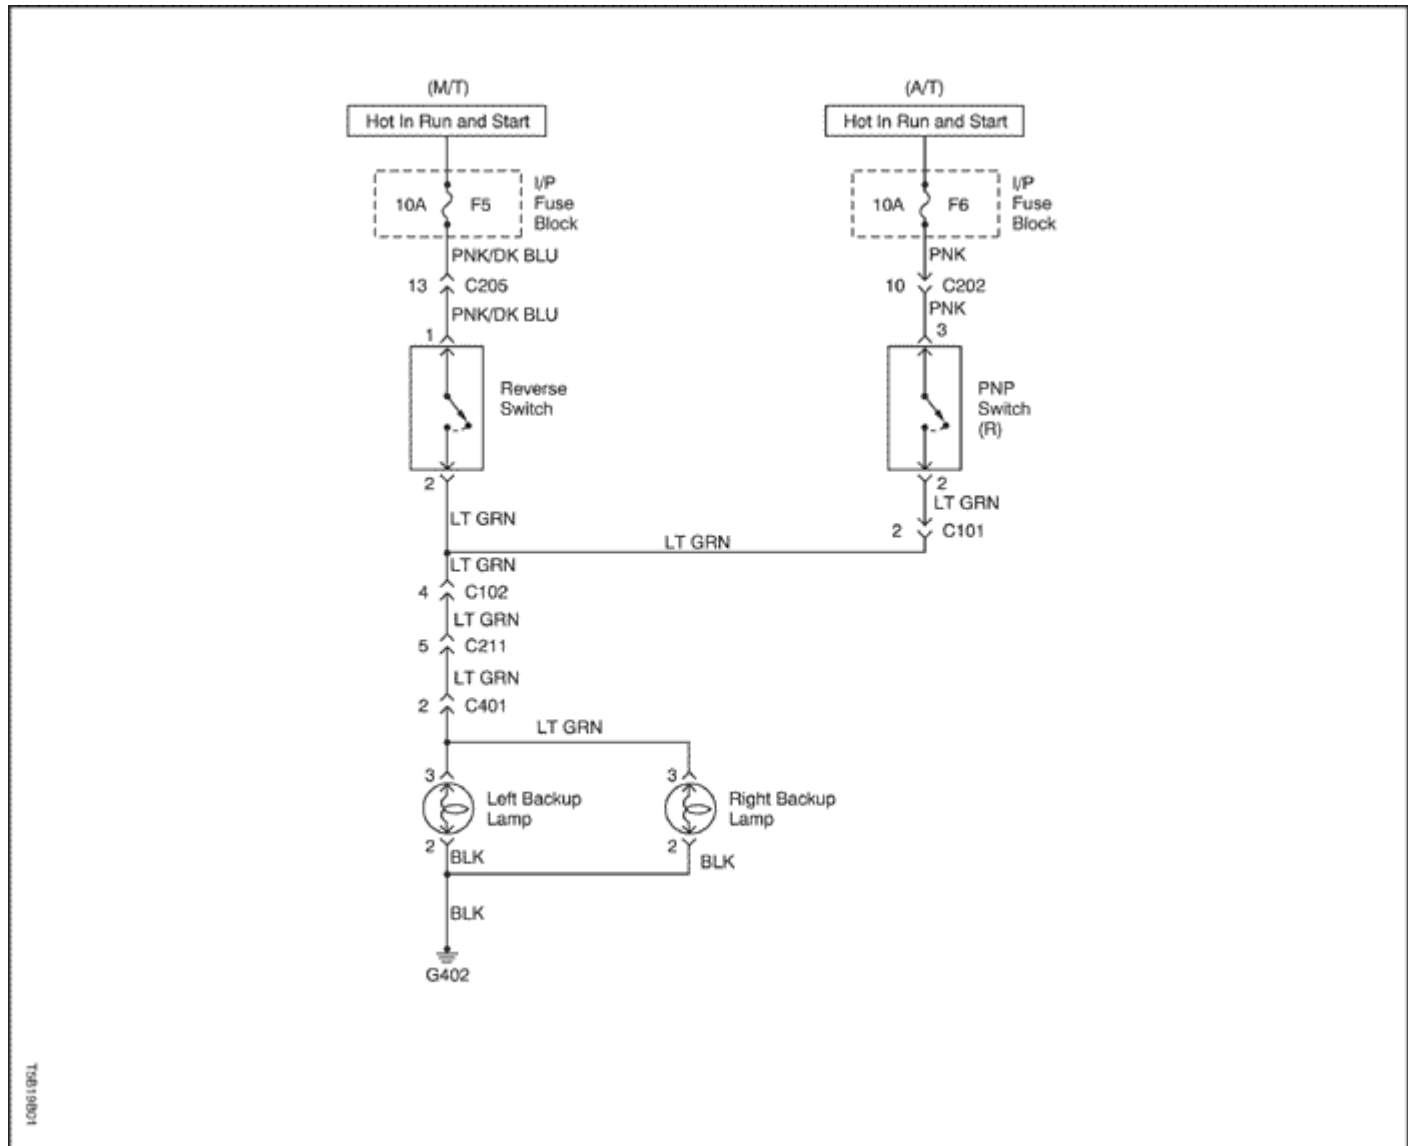 (M/T)
Hot In Run and Start
10A
F5
I/P
Fuse
Block
PNK/DK BLU
13
C205
PNK/DK BLU
1
Reverse
Switch
2
LT GRN
(A/T)
Hot In Run and Start
10A
F6
I/P
Fuse
Block
PNK
10
C202
PNK
3
PNP
Switch
(R)
2
LT GRN
2
C101
LT GRN
LT GRN
4
C102
LT GRN
5
C211
LT GRN
2
C401
LT GRN
3
Left Backup
Lamp
2
BLK
3
Right Backup
Lamp
2
BLK
BLK
G402
T5B19B01